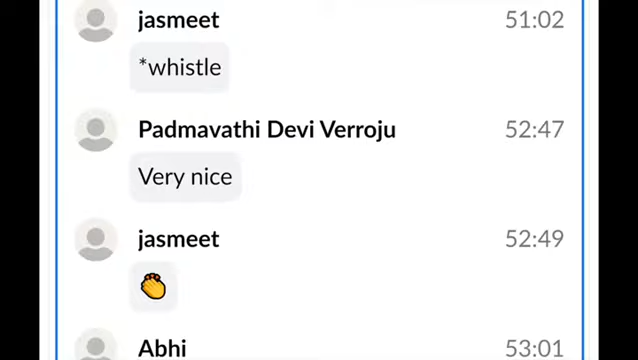 jasmeet 51:02
*whistle
Padmavathi Devi Verroju 52:47
Very nice
jasmeet 52:49
👏
Abhi 53:01